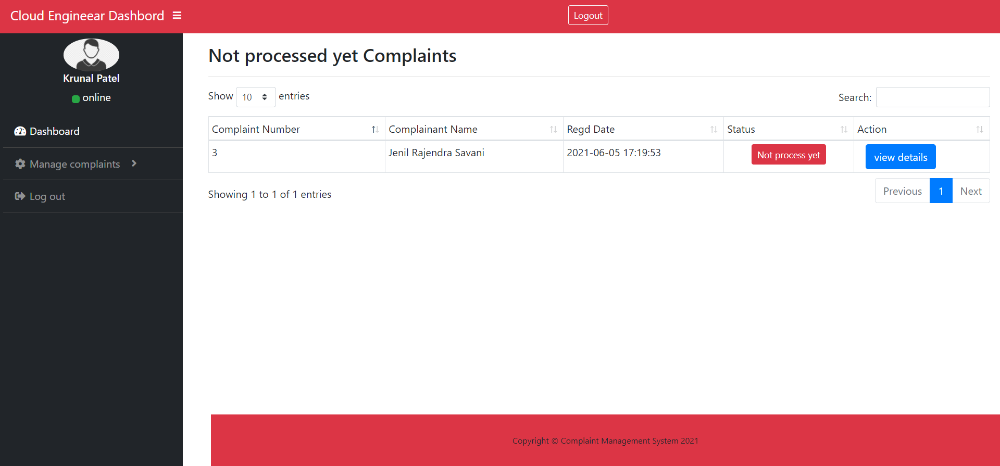 Cloud Engineear Dashbord
Logout
Krunal Patel
online
Dashboard
Manage complaints
Log out
Not processed yet Complaints
Show 10 entries
Search:
Complaint Number Complainant Name Regd Date Status Action
3 Jenil Rajendra Savani 2021-06-05 17:19:53 Not process yet view details
Showing 1 to 1 of 1 entries
Previous 1 Next
Copyright © Complaint Management System 2021